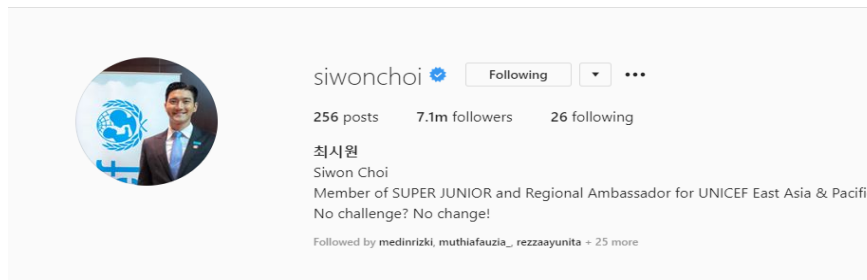 siwonchoi Following
256 posts 7.1m followers 26 following
최시원
Siwon Choi
Member of SUPER JUNIOR and Regional Ambassador for UNICEF East Asia & Pacifi
No challenge? No change!
Followed by medinrizki, muthiafauzia_, rezzaayunita + 25 more